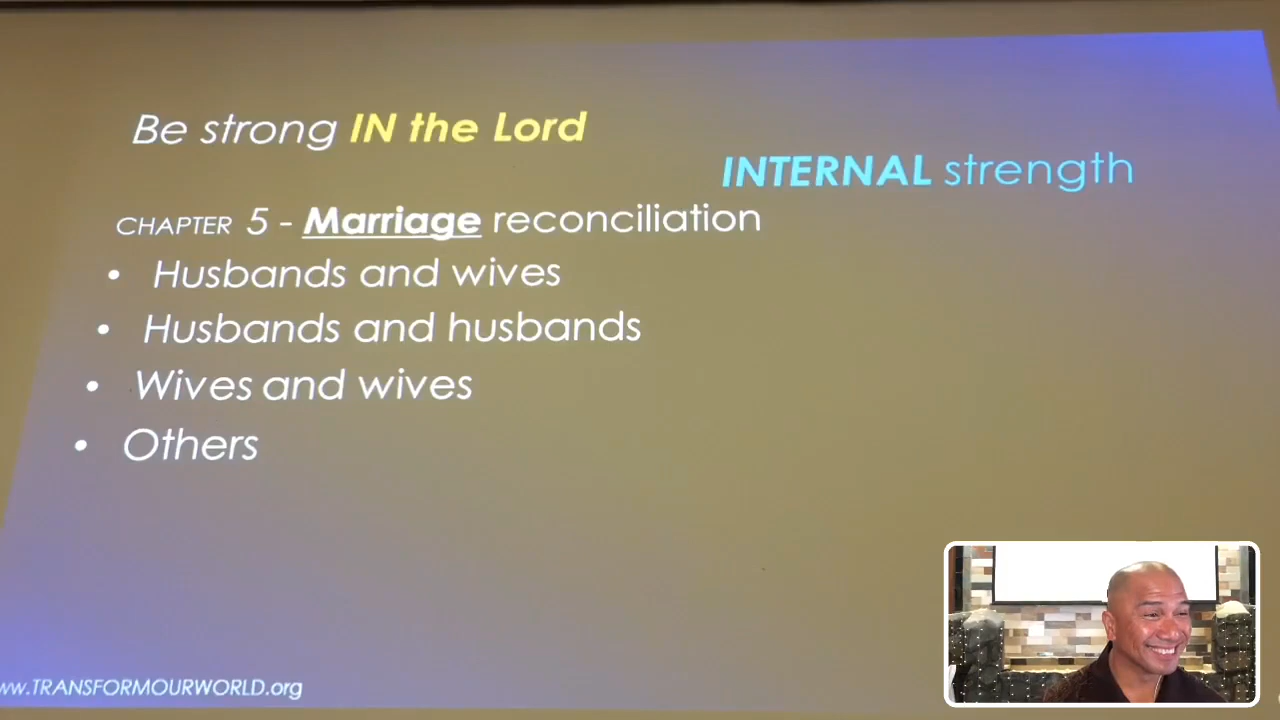 Be strong IN the Lord
INTERNAL strength
CHAPTER 5 - Marriage reconciliation
• Husbands and wives
• Husbands and husbands
• Wives and wives
• Others
ww.TRANSFORMOURWORLD.org